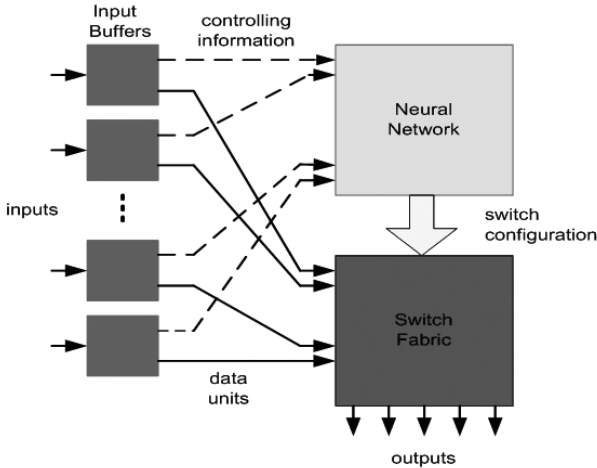 Input
Buffers
controlling
information
Neural
Network
inputs
switch
configuration
Switch
Fabric
data
units
outputs